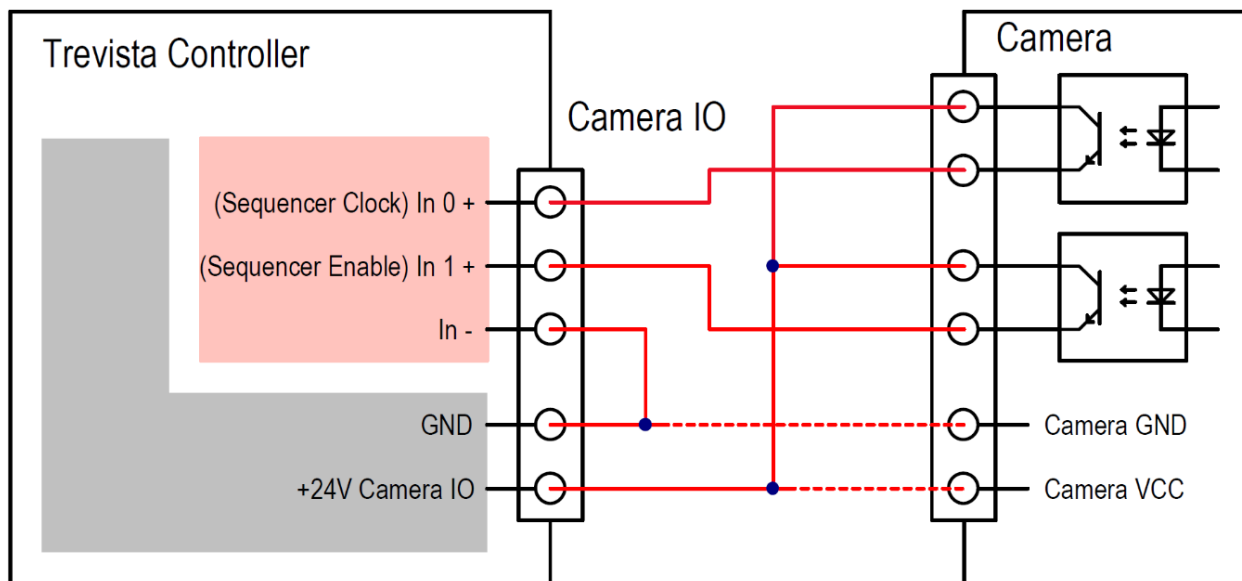 Trevista Controller
Camera
Camera IO
(Sequencer Clock) In 0 +
(Sequencer Enable) In 1 +
In -
GND
Camera GND
+24V Camera IO
Camera VCC